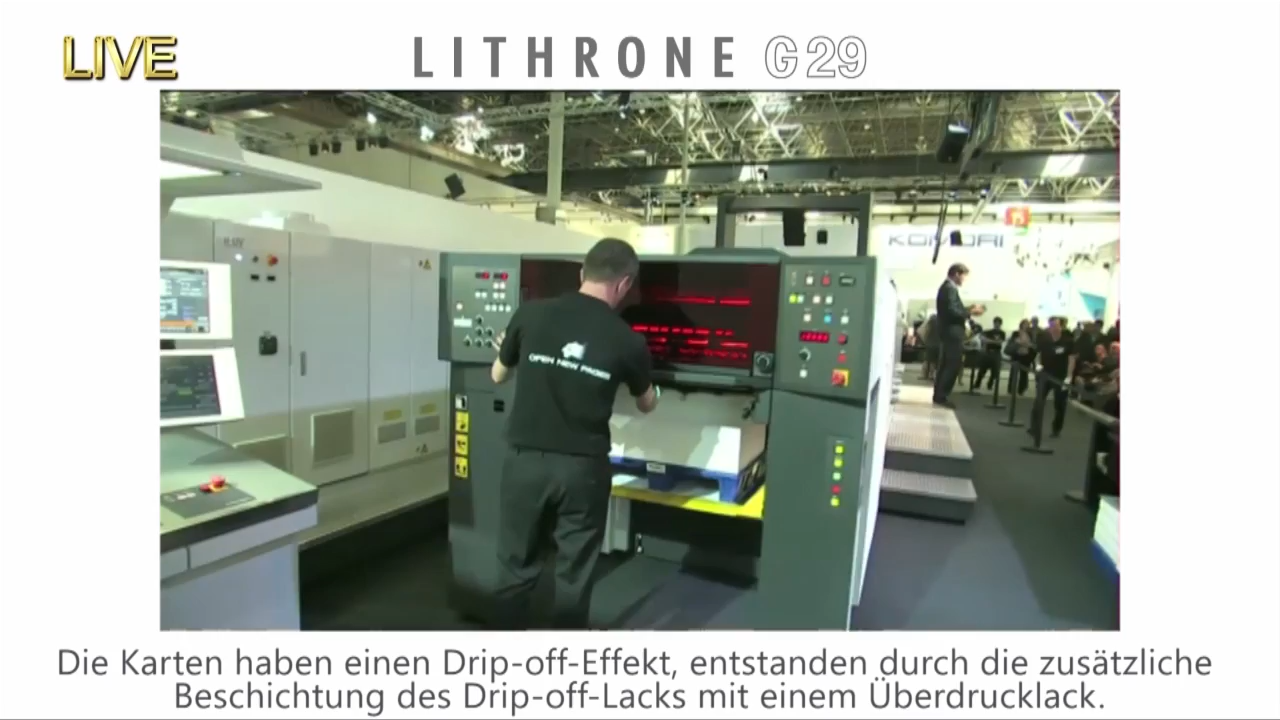 LIVE
LITHRONE G29
KOMORI
OPEN NEW PAGES
Die Karten haben einen Drip-off-Effekt, entstanden durch die zusätzliche
Beschichtung des Drip-off-Lacks mit einem Überdrucklack.